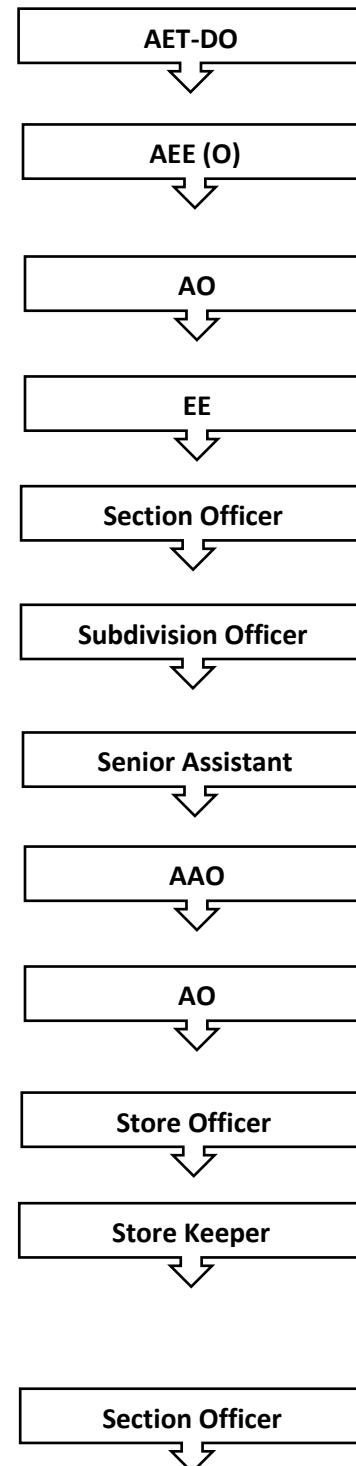 AET-DO
AEE (O)
AO
EE
Section Officer
Subdivision Officer
Senior Assistant
AAO
AO
Store Officer
Store Keeper
Section Officer